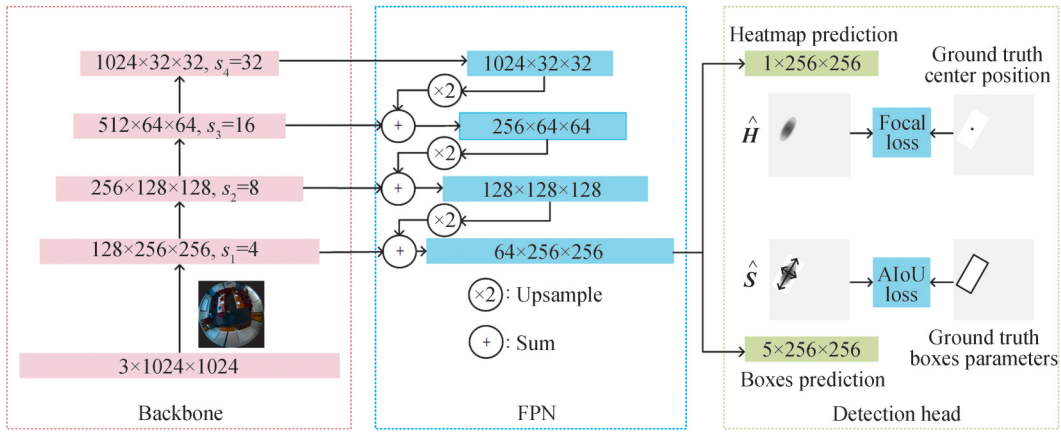 1024×32×32, s₄=32
512×64×64, s₃=16
256×128×128, s₂=8
128×256×256, s₁=4
3×1024×1024
Backbone
1024×32×32
×2
+
256×64×64
×2
+
128×128×128
×2
+
64×256×256
×2 : Upsample
+ : Sum
FPN
Heatmap prediction
1×256×256
Ground truth
center position
Ĥ
Focal
loss
Ŝ
AIoU
loss
5×256×256
Boxes prediction
Ground truth
boxes parameters
Detection head